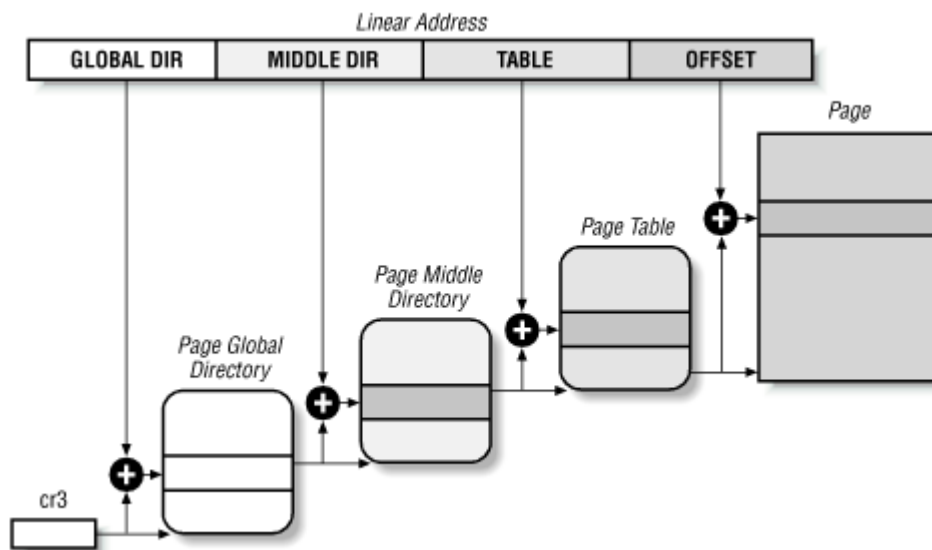 Linear Address
GLOBAL DIR
MIDDLE DIR
TABLE
OFFSET
Page
Page Table
Page Middle
Directory
Page Global
Directory
cr3